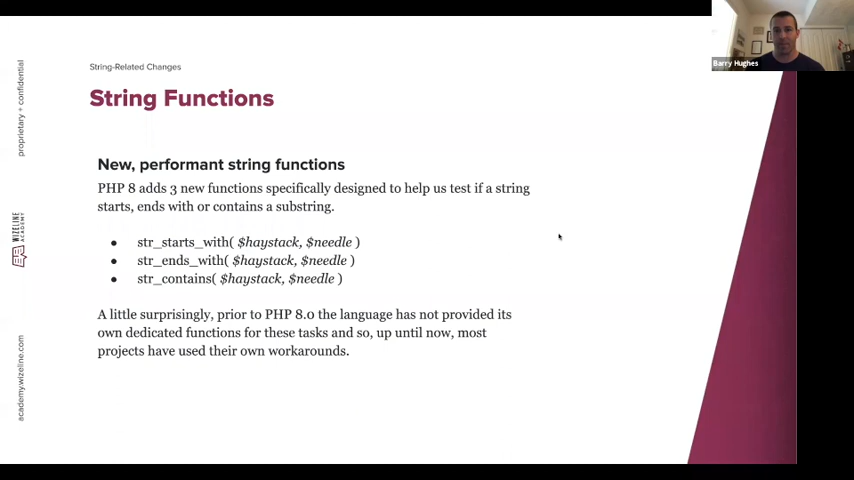 Barry Hughes
String-Related Changes
String Functions
New, performant string functions
PHP 8 adds 3 new functions specifically designed to help us test if a string
starts, ends with or contains a substring.
● str_starts_with( $haystack, $needle )
● str_ends_with( $haystack, $needle )
● str_contains( $haystack, $needle )
A little surprisingly, prior to PHP 8.0 the language has not provided its
own dedicated functions for these tasks and so, up until now, most
projects have used their own workarounds.
proprietary + confidential
WIZELINE
ACADEMY
academy.wizeline.com